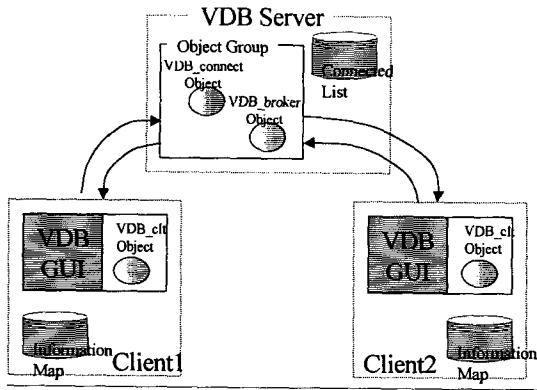 VDB Server
Object Group
VDB_connect
Object
Connected
List
VDB_broker
Object
VDB
GUI
VDB_clt
Object
Information
Map
Client1
VDB
GUI
VDB_clt
Object
Information
Map
Client2